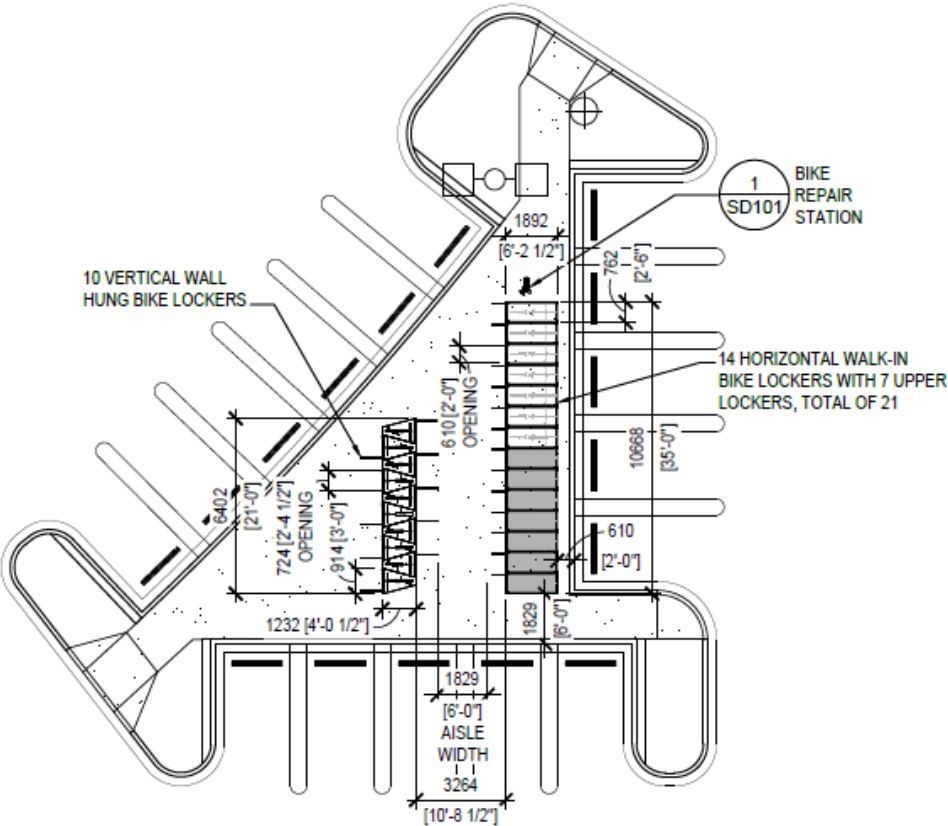 1
SD101
BIKE
REPAIR
STATION
1892
[6'-2 1/2"]
762
[2'-6"]
10 VERTICAL WALL
HUNG BIKE LOCKERS
14 HORIZONTAL WALK-IN
BIKE LOCKERS WITH 7 UPPER
LOCKERS, TOTAL OF 21
610 [2'-0"]
OPENING
10668
[35'-0"]
6402
[21'-0"]
724 [2'-4 1/2"]
OPENING
914 [3'-0"]
610
[2'-0"]
1232 [4'-0 1/2"]
1829
[6'-0"]
1829
[6'-0"]
AISLE
WIDTH
3264
[10'-8 1/2"]